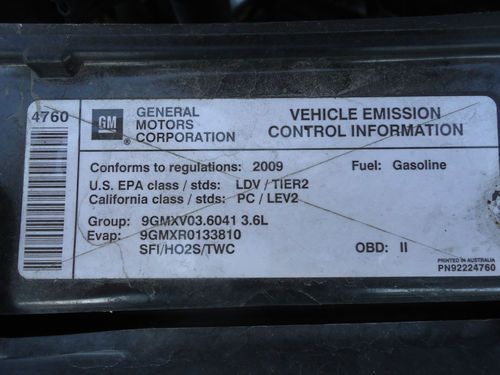 4760
GM
®
GENERAL
MOTORS
CORPORATION
VEHICLE EMISSION
CONTROL INFORMATION
Conforms to regulations: 2009
Fuel: Gasoline
U.S. EPA class / stds: LDV / TIER2
California class / stds: PC / LEV2
Group: 9GMXV03.6041 3.6L
Evap: 9GMXR0133810
SFI/HO2S/TWC
OBD: II
PRINTED IN AUSTRALIA
PN92224760